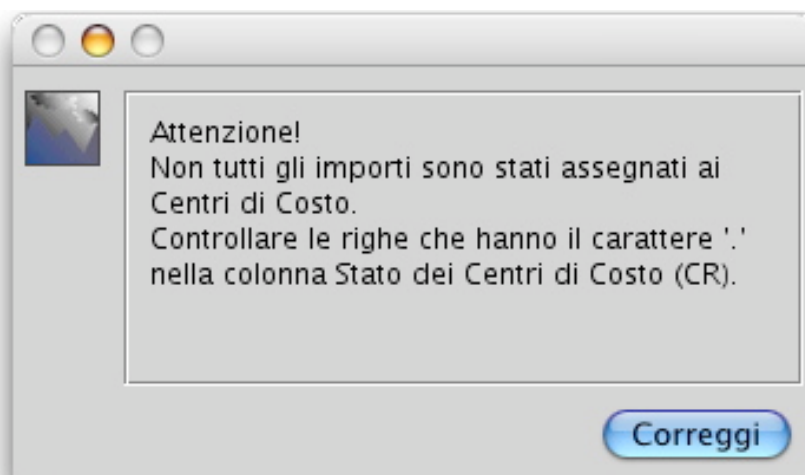 Attenzione!
Non tutti gli importi sono stati assegnati ai
Centri di Costo.
Controllare le righe che hanno il carattere '.'
nella colonna Stato dei Centri di Costo (CR).
Correggi